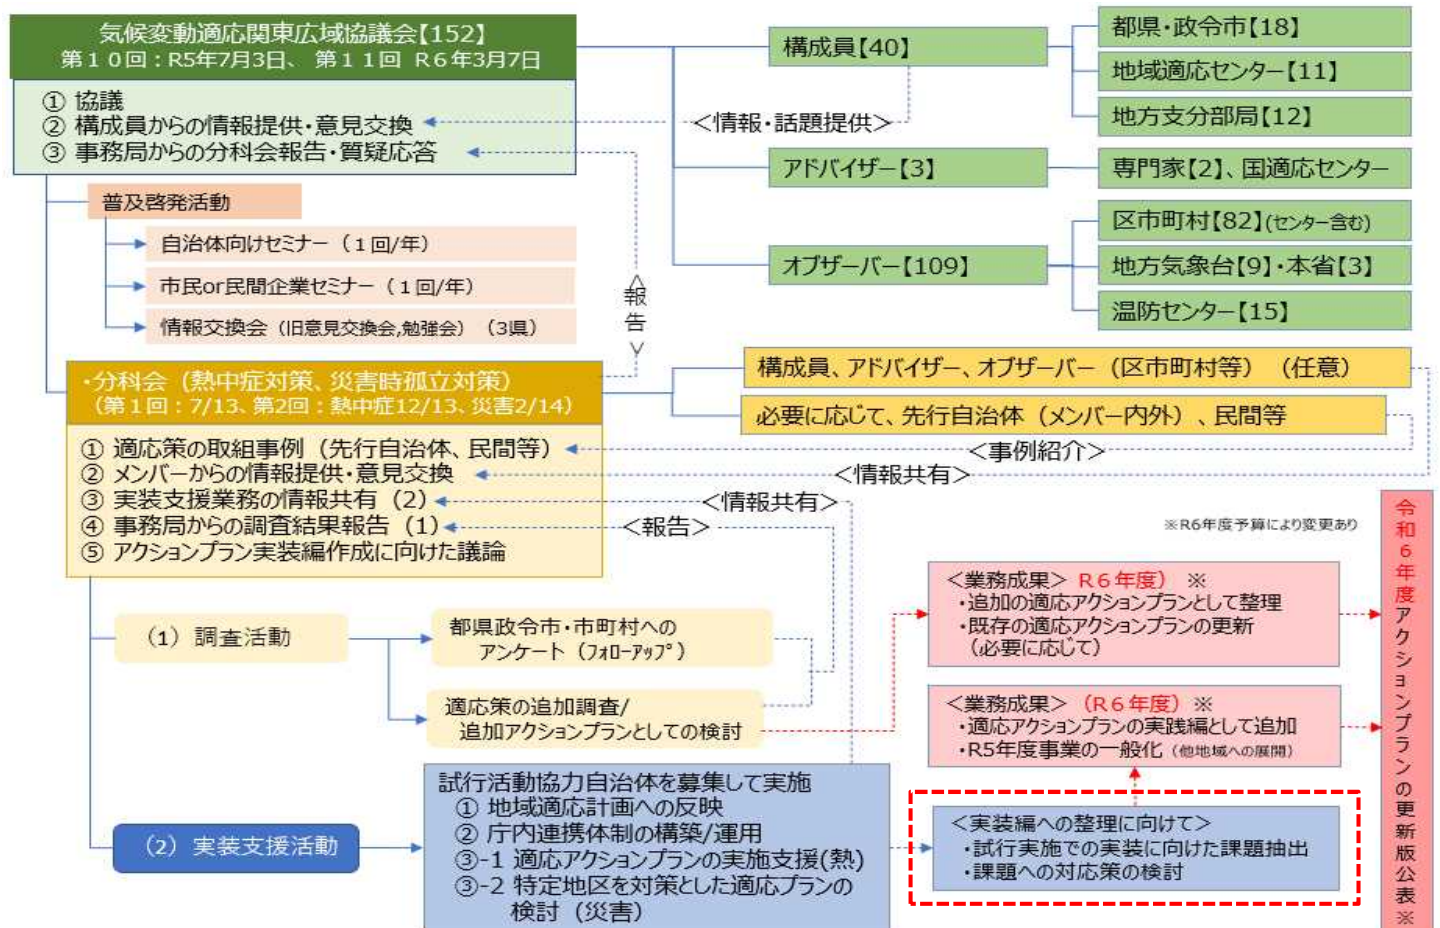 気候変動適応関東広域協議会【152】
第１０回：R5年7月3日、 第１１回 R６年3月7日
① 協議
② 構成員からの情報提供・意見交換
③ 事務局からの分科会報告・質疑応答
＜情報・話題提供＞
構成員【40】
都県・政令市【18】
地域適応センター【11】
地方支分部局【12】
アドバイザー【3】
専門家【2】、国適応センター
オブザーバー【109】
区市町村【82】(センター含む)
地方気象台【9】・本省【3】
温防センター【15】
普及啓発活動
自治体向けセミナー（１回/年）
市民or民間企業セミナー（１回/年）
情報交換会（旧意見交換会,勉強会）（3県）
＜報告＞
・分科会（熱中症対策、災害時孤立対策）
（第１回：7/13、第2回：熱中症12/13、災害2/14）
構成員、アドバイザー、オブザーバー（区市町村等）（任意）
必要に応じて、先行自治体（メンバー内外）、民間等
① 適応策の取組事例（先行自治体、民間等）
② メンバーからの情報提供・意見交換
③ 実装支援業務の情報共有（2）
④ 事務局からの調査結果報告（1）
⑤ アクションプラン実装編作成に向けた議論
＜事例紹介＞
＜情報共有＞
＜情報共有＞
＜報告＞
※R6年度予算により変更あり
（1）調査活動
都県政令市・市町村への
アンケート（ﾌｫﾛｰｱｯﾌﾟ）
適応策の追加調査/
追加アクションプランとしての検討
＜業務成果＞ R６年度） ※
・追加の適応アクションプランとして整理
・既存の適応アクションプランの更新
（必要に応じて）
＜業務成果＞（R６年度）※
・適応アクションプランの実践編として追加
・R5年度事業の一般化（他地域への展開）
（2）実装支援活動
試行活動協力自治体を募集して実施
① 地域適応計画への反映
② 庁内連携体制の構築/運用
③-1 適応アクションプランの実施支援(熱)
③-2 特定地区を対策とした適応プランの
検討（災害）
＜実装編への整理に向けて＞
・試行実施での実装に向けた課題抽出
・課題への対応策の検討
令和６年度アクションプランの更新版公表※